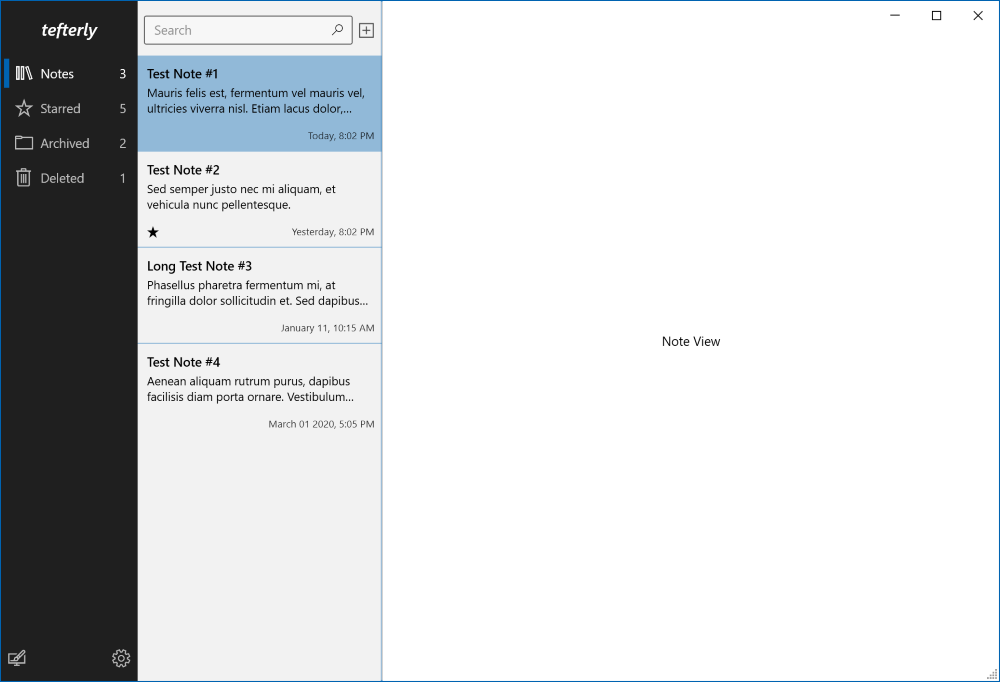 tefterly
Notes 3
Starred 5
Archived 2
Deleted 1
Search
Test Note #1
Mauris felis est, fermentum vel mauris vel,
ultricies viverra nisl. Etiam lacus dolor,...
Today, 8:02 PM
Test Note #2
Sed semper justo nec mi aliquam, et
vehicula nunc pellentesque.
Yesterday, 8:02 PM
Long Test Note #3
Phasellus pharetra fermentum mi, at
fringilla dolor sollicitudin et. Sed dapibus...
January 11, 10:15 AM
Test Note #4
Aenean aliquam rutrum purus, dapibus
facilisis diam porta ornare. Vestibulum...
March 01 2020, 5:05 PM
Note View